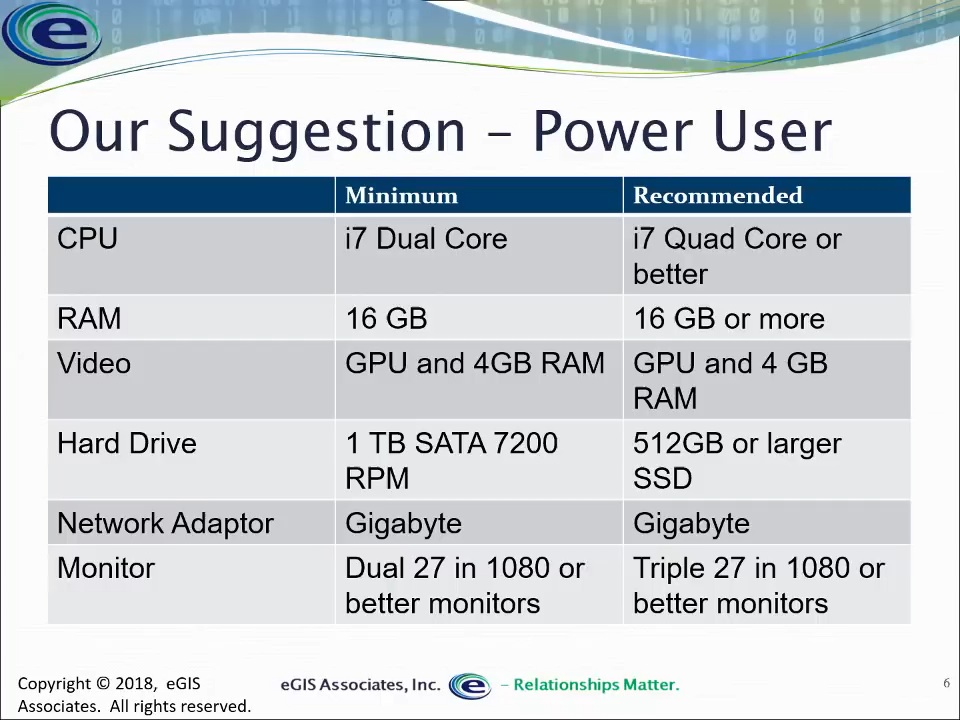 Our Suggestion – Power User
Minimum
Recommended
CPU
i7 Dual Core
i7 Quad Core or
better
RAM
16 GB
16 GB or more
Video
GPU and 4GB RAM
GPU and 4 GB
RAM
Hard Drive
1 TB SATA 7200
RPM
512GB or larger
SSD
Network Adaptor
Gigabyte
Gigabyte
Monitor
Dual 27 in 1080 or
better monitors
Triple 27 in 1080 or
better monitors
Copyright © 2018,  eGIS
Associates.  All rights reserved.
eGIS Associates, Inc. e – Relationships Matter.
6